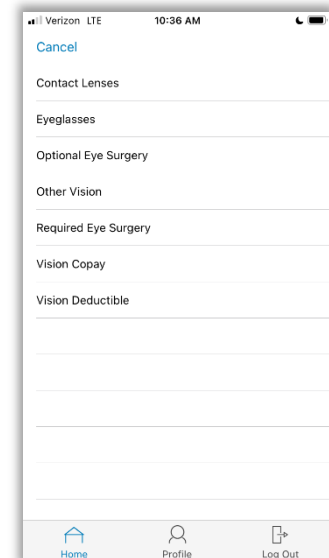 Verizon LTE 10:36 AM
Cancel
Contact Lenses
Eyeglasses
Optional Eye Surgery
Other Vision
Required Eye Surgery
Vision Copay
Vision Deductible
Home Profile Log Out